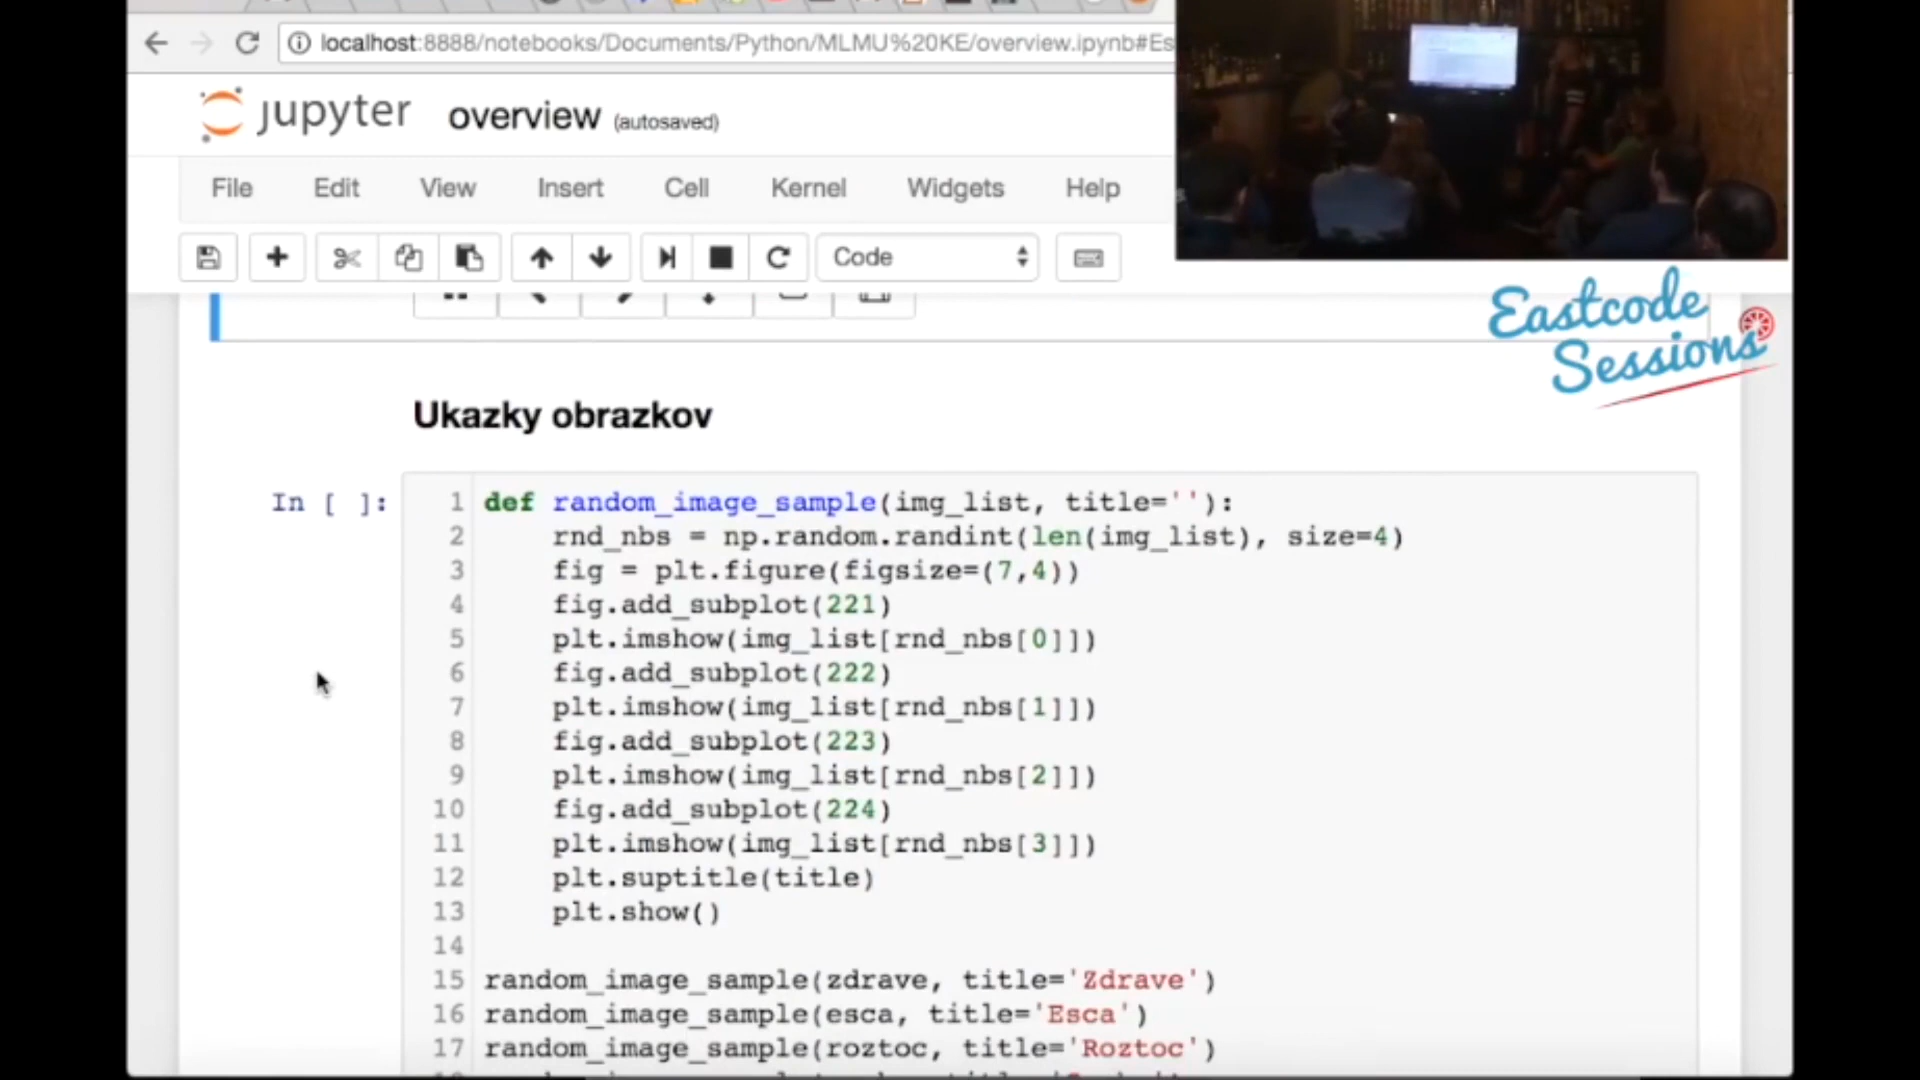 localhost:8888/notebooks/Documents/Python/MLMU%20KE/overview.ipynb#Es
jupyter overview (autosaved)
File Edit View Insert Cell Kernel Widgets Help
Code
Eastcode
Sessions
Ukazky obrazkov
In [ ]:
1 def random_image_sample(img_list, title=''):
2 rnd_nbs = np.random.randint(len(img_list), size=4)
3 fig = plt.figure(figsize=(7,4))
4 fig.add_subplot(221)
5 plt.imshow(img_list[rnd_nbs[0]])
6 fig.add_subplot(222)
7 plt.imshow(img_list[rnd_nbs[1]])
8 fig.add_subplot(223)
9 plt.imshow(img_list[rnd_nbs[2]])
10 fig.add_subplot(224)
11 plt.imshow(img_list[rnd_nbs[3]])
12 plt.suptitle(title)
13 plt.show()
14
15 random_image_sample(zdrave, title='Zdrave')
16 random_image_sample(esca, title='Esca')
17 random_image_sample(roztoc, title='Roztoc')